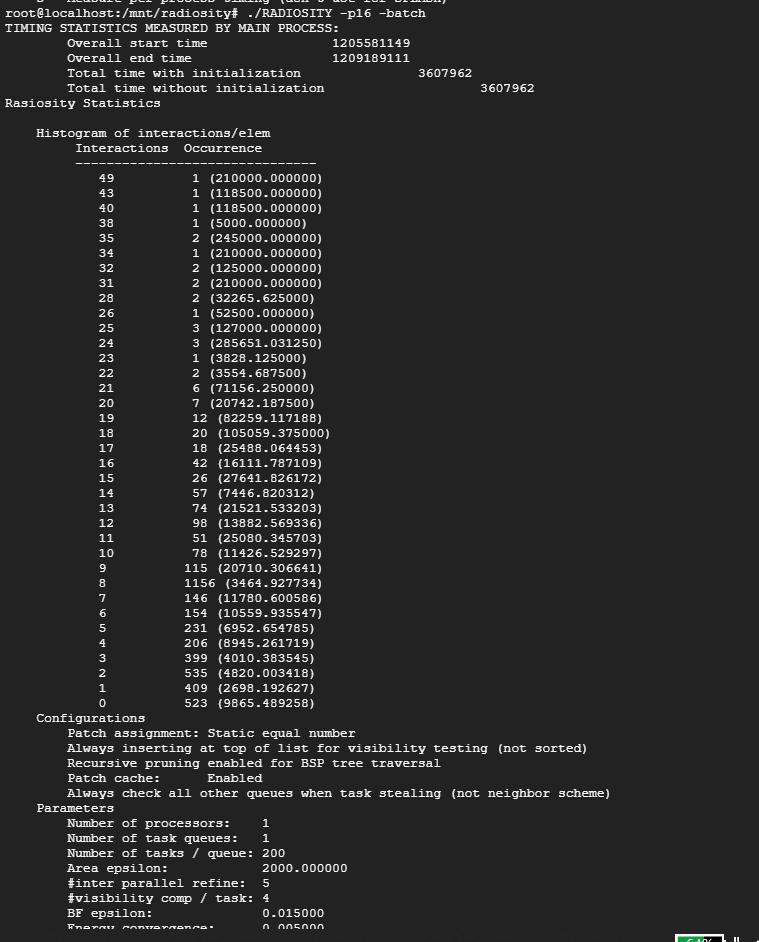 root@localhost:/mnt/radiosity# ./RADIOSITY -p16 -batch
TIMING STATISTICS MEASURED BY MAIN PROCESS:
Overall start time 1205581149
Overall end time 1209189111
Total time with initialization 3607962
Total time without initialization 3607962
Rasiosity Statistics
Histogram of interactions/elem
Interactions Occurrence
-------------------------------
49 1 (210000.000000)
43 1 (118500.000000)
40 1 (118500.000000)
38 1 (5000.000000)
35 2 (245000.000000)
34 1 (210000.000000)
32 2 (125000.000000)
31 2 (210000.000000)
28 2 (32265.625000)
26 1 (52500.000000)
25 3 (127000.000000)
24 3 (285651.031250)
23 1 (3828.125000)
22 2 (3554.687500)
21 6 (71156.250000)
20 7 (20742.187500)
19 12 (82259.117188)
18 20 (105059.375000)
17 18 (25488.064453)
16 42 (16111.787109)
15 26 (27641.826172)
14 57 (7446.820312)
13 74 (21521.533203)
12 98 (13882.569336)
11 51 (25080.345703)
10 78 (11426.529297)
9 115 (20710.306641)
8 1156 (3464.927734)
7 146 (11780.600586)
6 154 (10559.935547)
5 231 (6952.654785)
4 206 (8945.261719)
3 399 (4010.383545)
2 535 (4820.003418)
1 409 (2698.192627)
0 523 (9865.489258)
Configurations
Patch assignment: Static equal number
Always inserting at top of list for visibility testing (not sorted)
Recursive pruning enabled for BSP tree traversal
Patch cache: Enabled
Always check all other queues when task stealing (not neighbor scheme)
Parameters
Number of processors: 1
Number of task queues: 1
Number of tasks / queue: 200
Area epsilon: 2000.000000
#inter parallel refine: 5
#visibility comp / task: 4
BF epsilon: 0.015000
Energy convergence: 0.005000